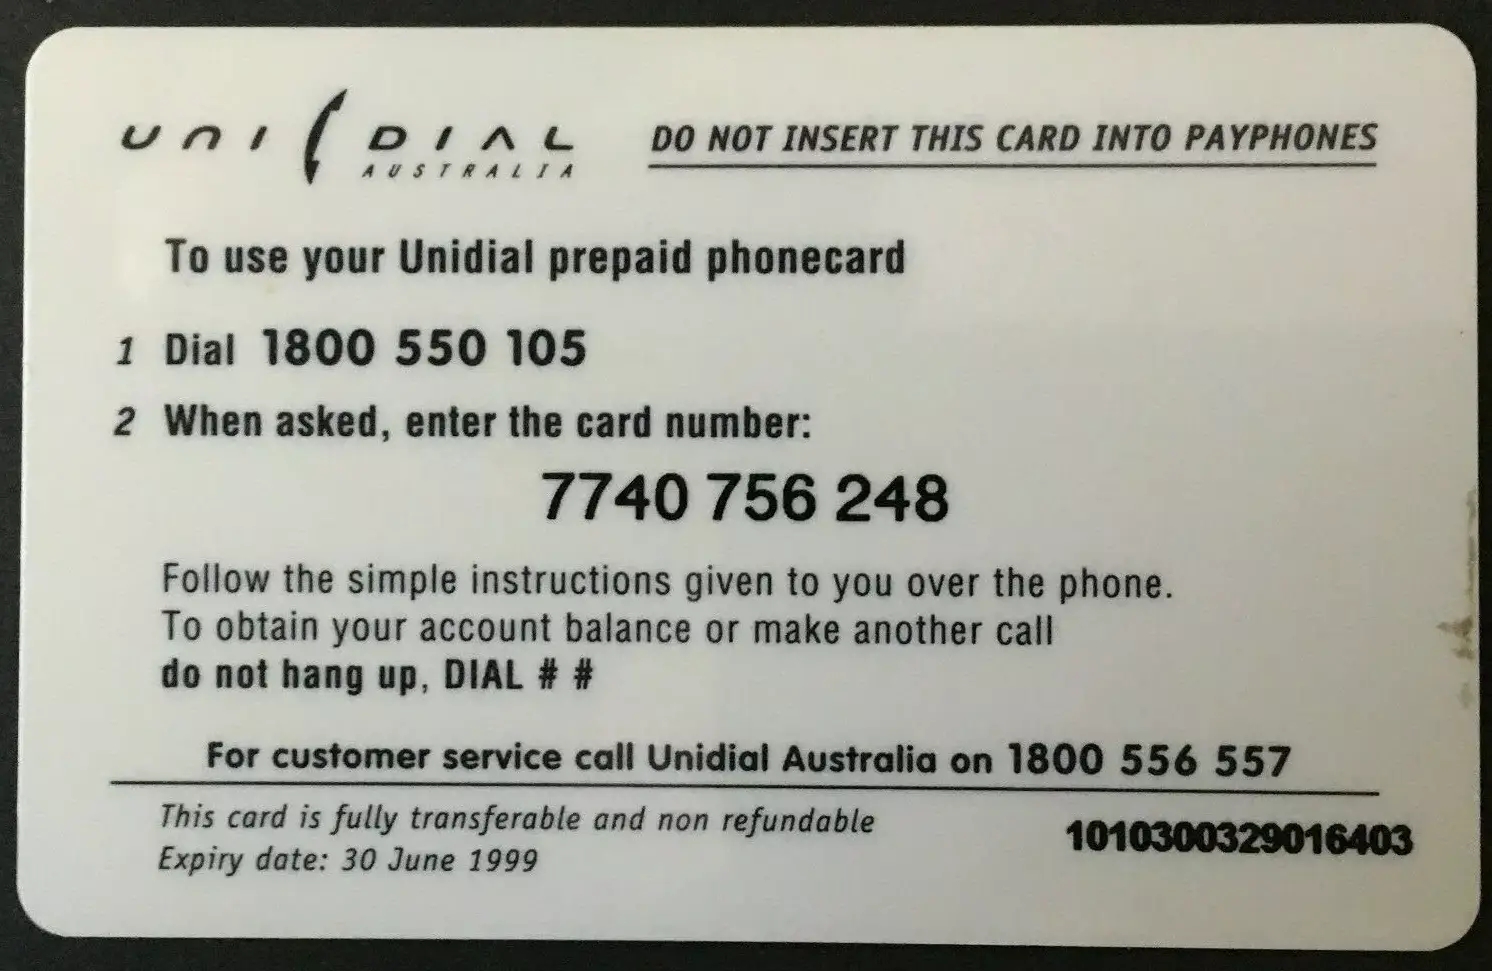 UNI DIAL
AUSTRALIA
DO NOT INSERT THIS CARD INTO PAYPHONES
To use your Unidial prepaid phonecard
1 Dial 1800 550 105
2 When asked, enter the card number:
7740 756 248
Follow the simple instructions given to you over the phone.
To obtain your account balance or make another call
do not hang up, DIAL # #
For customer service call Unidial Australia on 1800 556 557
This card is fully transferable and non refundable
Expiry date: 30 June 1999
1010300329016403